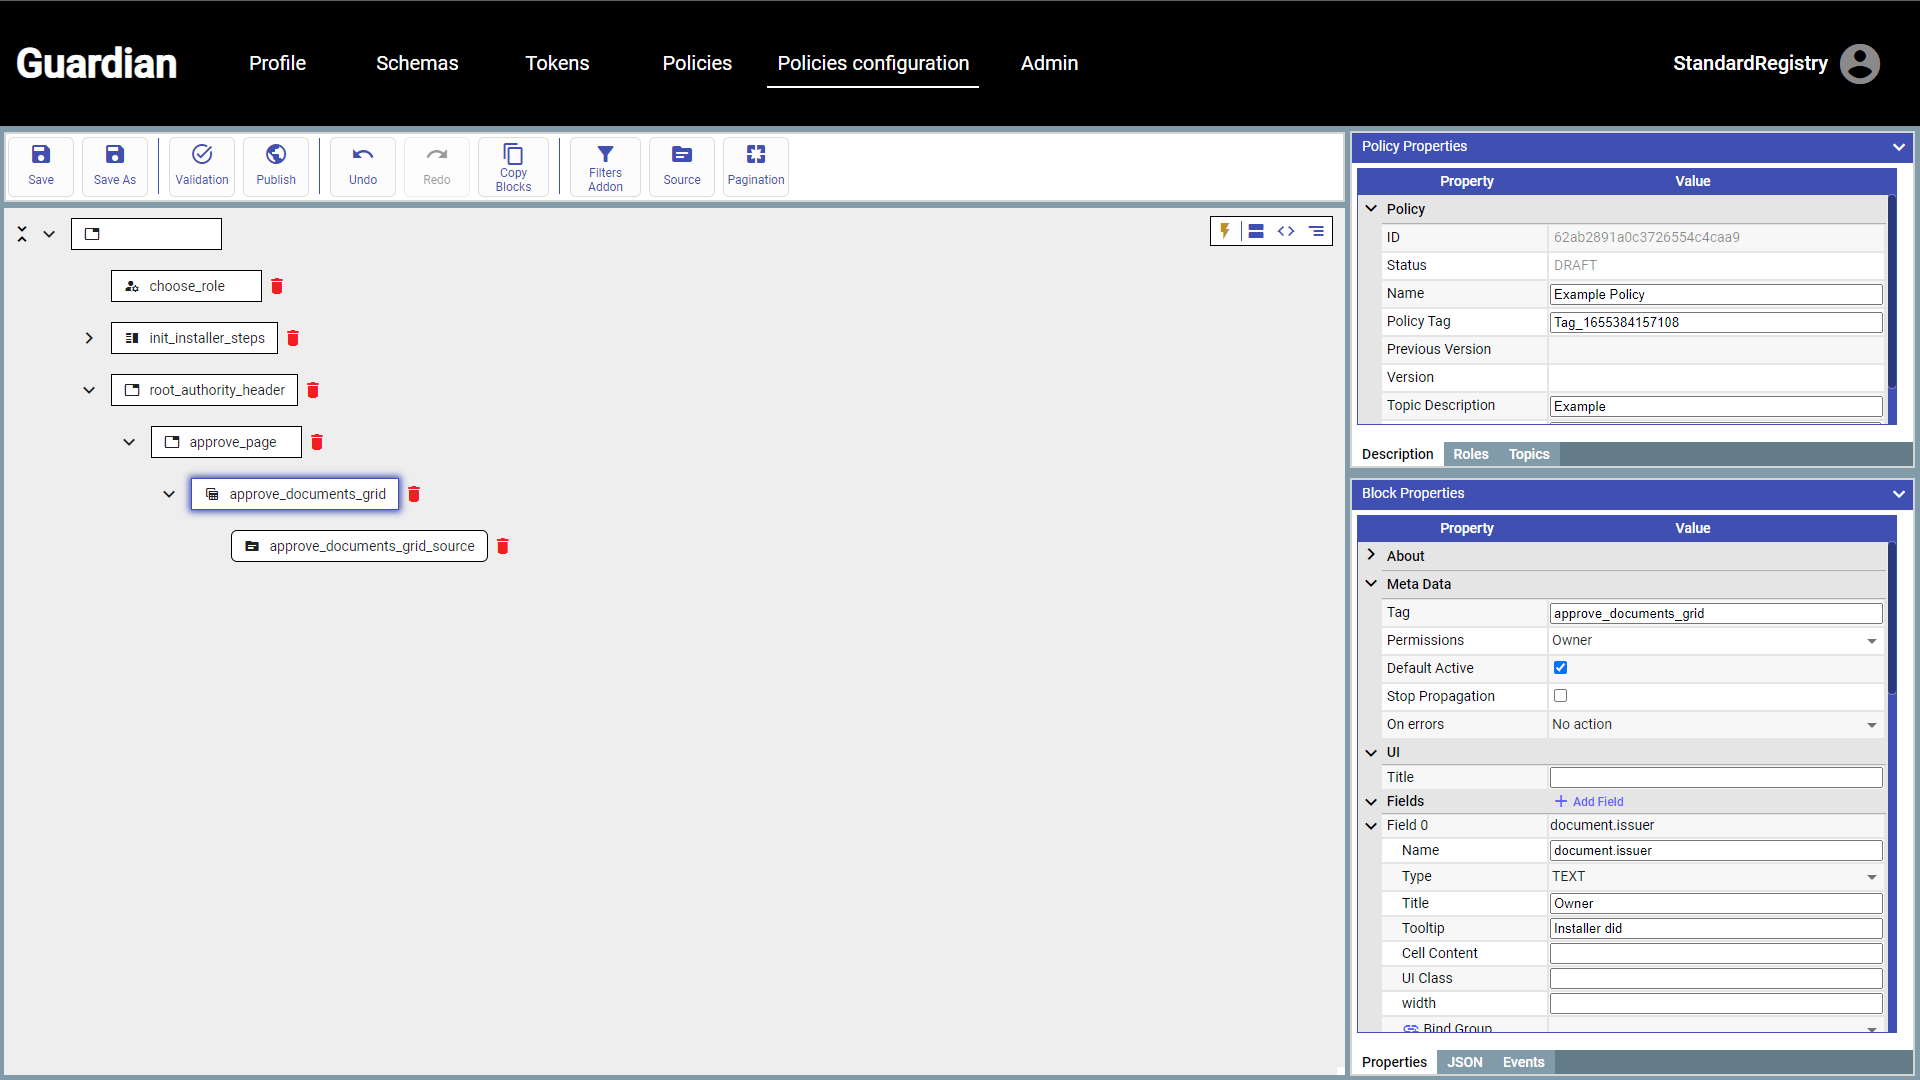 Guardian
Profile
Schemas
Tokens
Policies
Policies configuration
Admin
StandardRegistry
Save
Save As
Validation
Publish
Undo
Redo
Copy
Blocks
Filters
Addon
Source
Pagination
choose_role
init_installer_steps
root_authority_header
approve_page
approve_documents_grid
approve_documents_grid_source
Policy Properties
Property Value
Policy
ID 62ab2891a0c3726554c4caa9
Status DRAFT
Name Example Policy
Policy Tag Tag_1655384157108
Previous Version
Version
Topic Description Example
Description Roles Topics
Block Properties
Property Value
About
Meta Data
Tag approve_documents_grid
Permissions Owner
Default Active
Stop Propagation
On errors No action
UI
Title
Fields Add Field
Field 0 document.issuer
Name document.issuer
Type TEXT
Title Owner
Tooltip Installer did
Cell Content
UI Class
width
Bind Group
Properties JSON Events